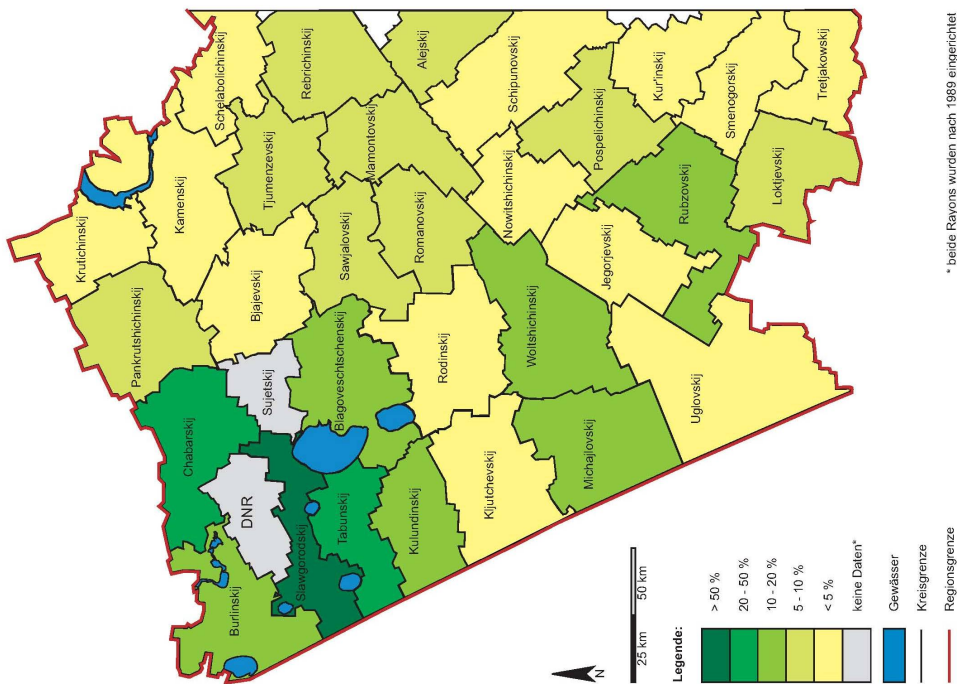 Krutichinskij
Pankrutshichinskij
Kamenskij
Schelabolichinskij
Chabarskij
Bjajevskij
Tjumenzevskij
Rebrichinskij
Burlinskij
DNR
Sujetskij
Sawjalovskij
Mamontovskij
Alejskij
Slawgorodskij
Blagoveschtschenskij
Romanovskij
Tabunskij
Rodinskij
Nowitshichinskij
Schipunovskij
Kulundinskij
Kljutchevskij
Woltshichinskij
Pospelichinskij
Kur'inskij
Michajlovskij
Jegorjevskij
Rubzovskij
Smenogorskij
Uglovskij
Loktjevskij
Tretjakowskij
N
25 km 50 km
Legende:
> 50 %
20 - 50 %
10 - 20 %
5 - 10 %
< 5 %
keine Daten*
Gewässer
Kreisgrenze
Regionsgrenze
* beide Rayons wurden nach 1989 eingerichtet